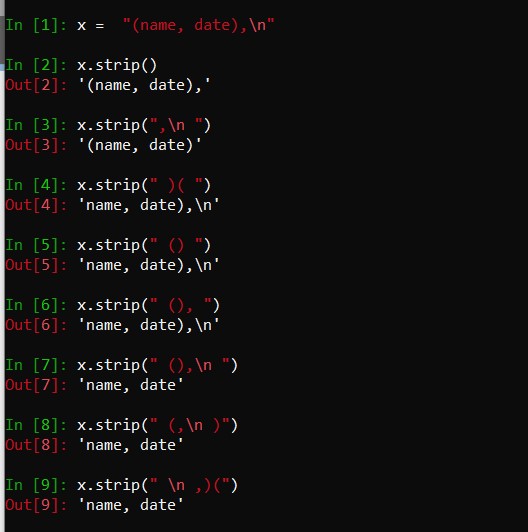 In [1]: x =  "(name, date),\n"
In [2]: x.strip()
Out[2]: '(name, date),'
In [3]: x.strip(",\n ")
Out[3]: '(name, date)'
In [4]: x.strip(" )( ")
Out[4]: 'name, date),\n'
In [5]: x.strip(" () ")
Out[5]: 'name, date),\n'
In [6]: x.strip(" (), ")
Out[6]: 'name, date),\n'
In [7]: x.strip(" (),\n ")
Out[7]: 'name, date'
In [8]: x.strip(" (,\n )")
Out[8]: 'name, date'
In [9]: x.strip(" \n ,)(")
Out[9]: 'name, date'